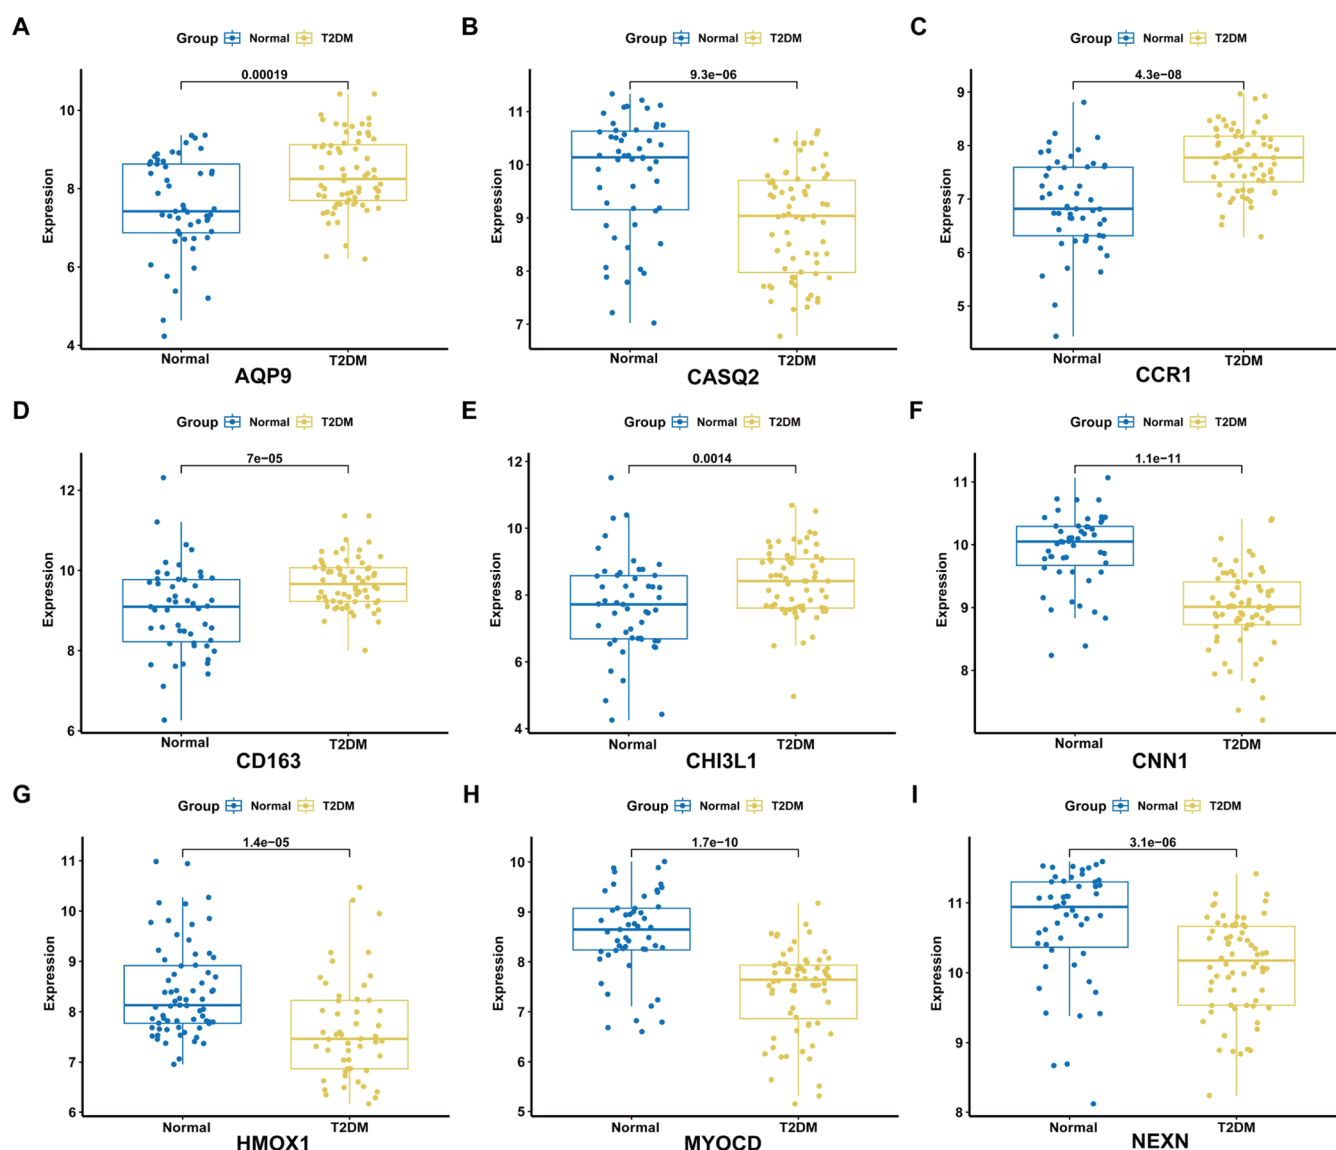 A
Group Normal T2DM
0.00019
Expression
10
8
6
4
Normal T2DM
AQP9
B
Group Normal T2DM
9.3e−06
Expression
11
10
9
8
7
Normal T2DM
CASQ2
C
Group Normal T2DM
4.3e−08
Expression
9
8
7
6
5
Normal T2DM
CCR1
D
Group Normal T2DM
7e−05
Expression
12
10
8
6
Normal T2DM
CD163
E
Group Normal T2DM
0.0014
Expression
12
10
8
6
4
Normal T2DM
CHI3L1
F
Group Normal T2DM
1.1e−11
Expression
11
10
9
8
Normal T2DM
CNN1
G
Group Normal T2DM
1.4e−05
Expression
11
10
9
8
7
6
Normal T2DM
HMOX1
H
Group Normal T2DM
1.7e−10
Expression
10
9
8
7
6
5
Normal T2DM
MYOCD
I
Group Normal T2DM
3.1e−06
Expression
11
10
9
8
Normal T2DM
NEXN